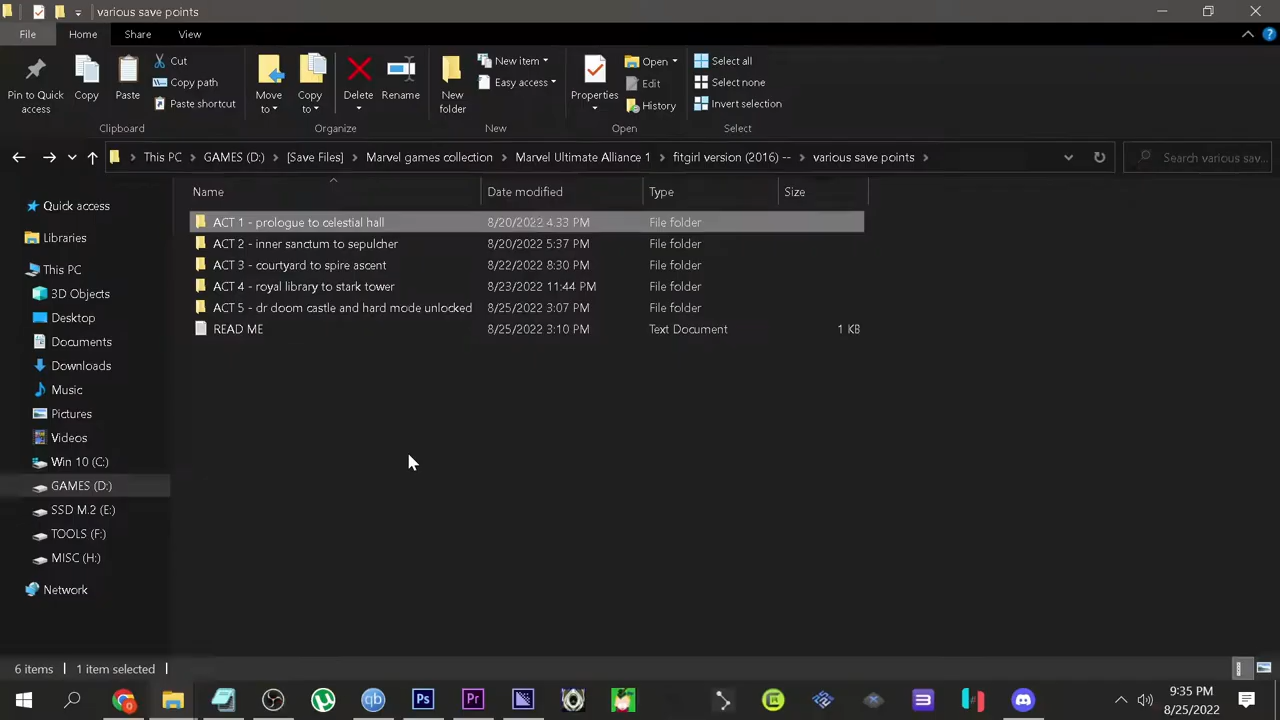 various save points
File Home Share View
Pin to Quick access
Copy
Paste
Cut
Copy path
Paste shortcut
Clipboard
Move to
Copy to
Delete
Rename
Organize
New folder
New item
Easy access
New
Properties
Open
Edit
History
Open
Select all
Select none
Invert selection
Select
This PC > GAMES (D:) > [Save Files] > Marvel games collection > Marvel Ultimate Alliance 1 > fitgirl version (2016) -- > various save points >
Search various sav...
Name Date modified Type Size
ACT 1 - prologue to celestial hall 8/20/2022 4:33 PM File folder
ACT 2 - inner sanctum to sepulcher 8/20/2022 5:37 PM File folder
ACT 3 - courtyard to spire ascent 8/22/2022 8:30 PM File folder
ACT 4 - royal library to stark tower 8/23/2022 11:44 PM File folder
ACT 5 - dr doom castle and hard mode unlocked 8/25/2022 3:07 PM File folder
READ ME 8/25/2022 3:10 PM Text Document 1 KB
Quick access
Libraries
This PC
3D Objects
Desktop
Documents
Downloads
Music
Pictures
Videos
Win 10 (C:)
GAMES (D:)
SSD M.2 (E:)
TOOLS (F:)
MISC (H:)
Network
6 items 1 item selected
qb Ps Pr
9:35 PM
8/25/2022